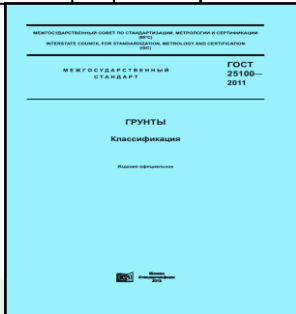 МЕЖГОСУДАРСТВЕННЫЙ СОВЕТ ПО СТАНДАРТИЗАЦИИ, МЕТРОЛОГИИ И СЕРТИФИКАЦИИ
(МГС)
INTERSTATE COUNCIL FOR STANDARDIZATION, METROLOGY AND CERTIFICATION
(ISC)
МЕЖГОСУДАРСТВЕННЫЙ
СТАНДАРТ
ГОСТ
25100—
2011
ГРУНТЫ
Классификация
Издание официальное
Москва
Стандартинформ
2013